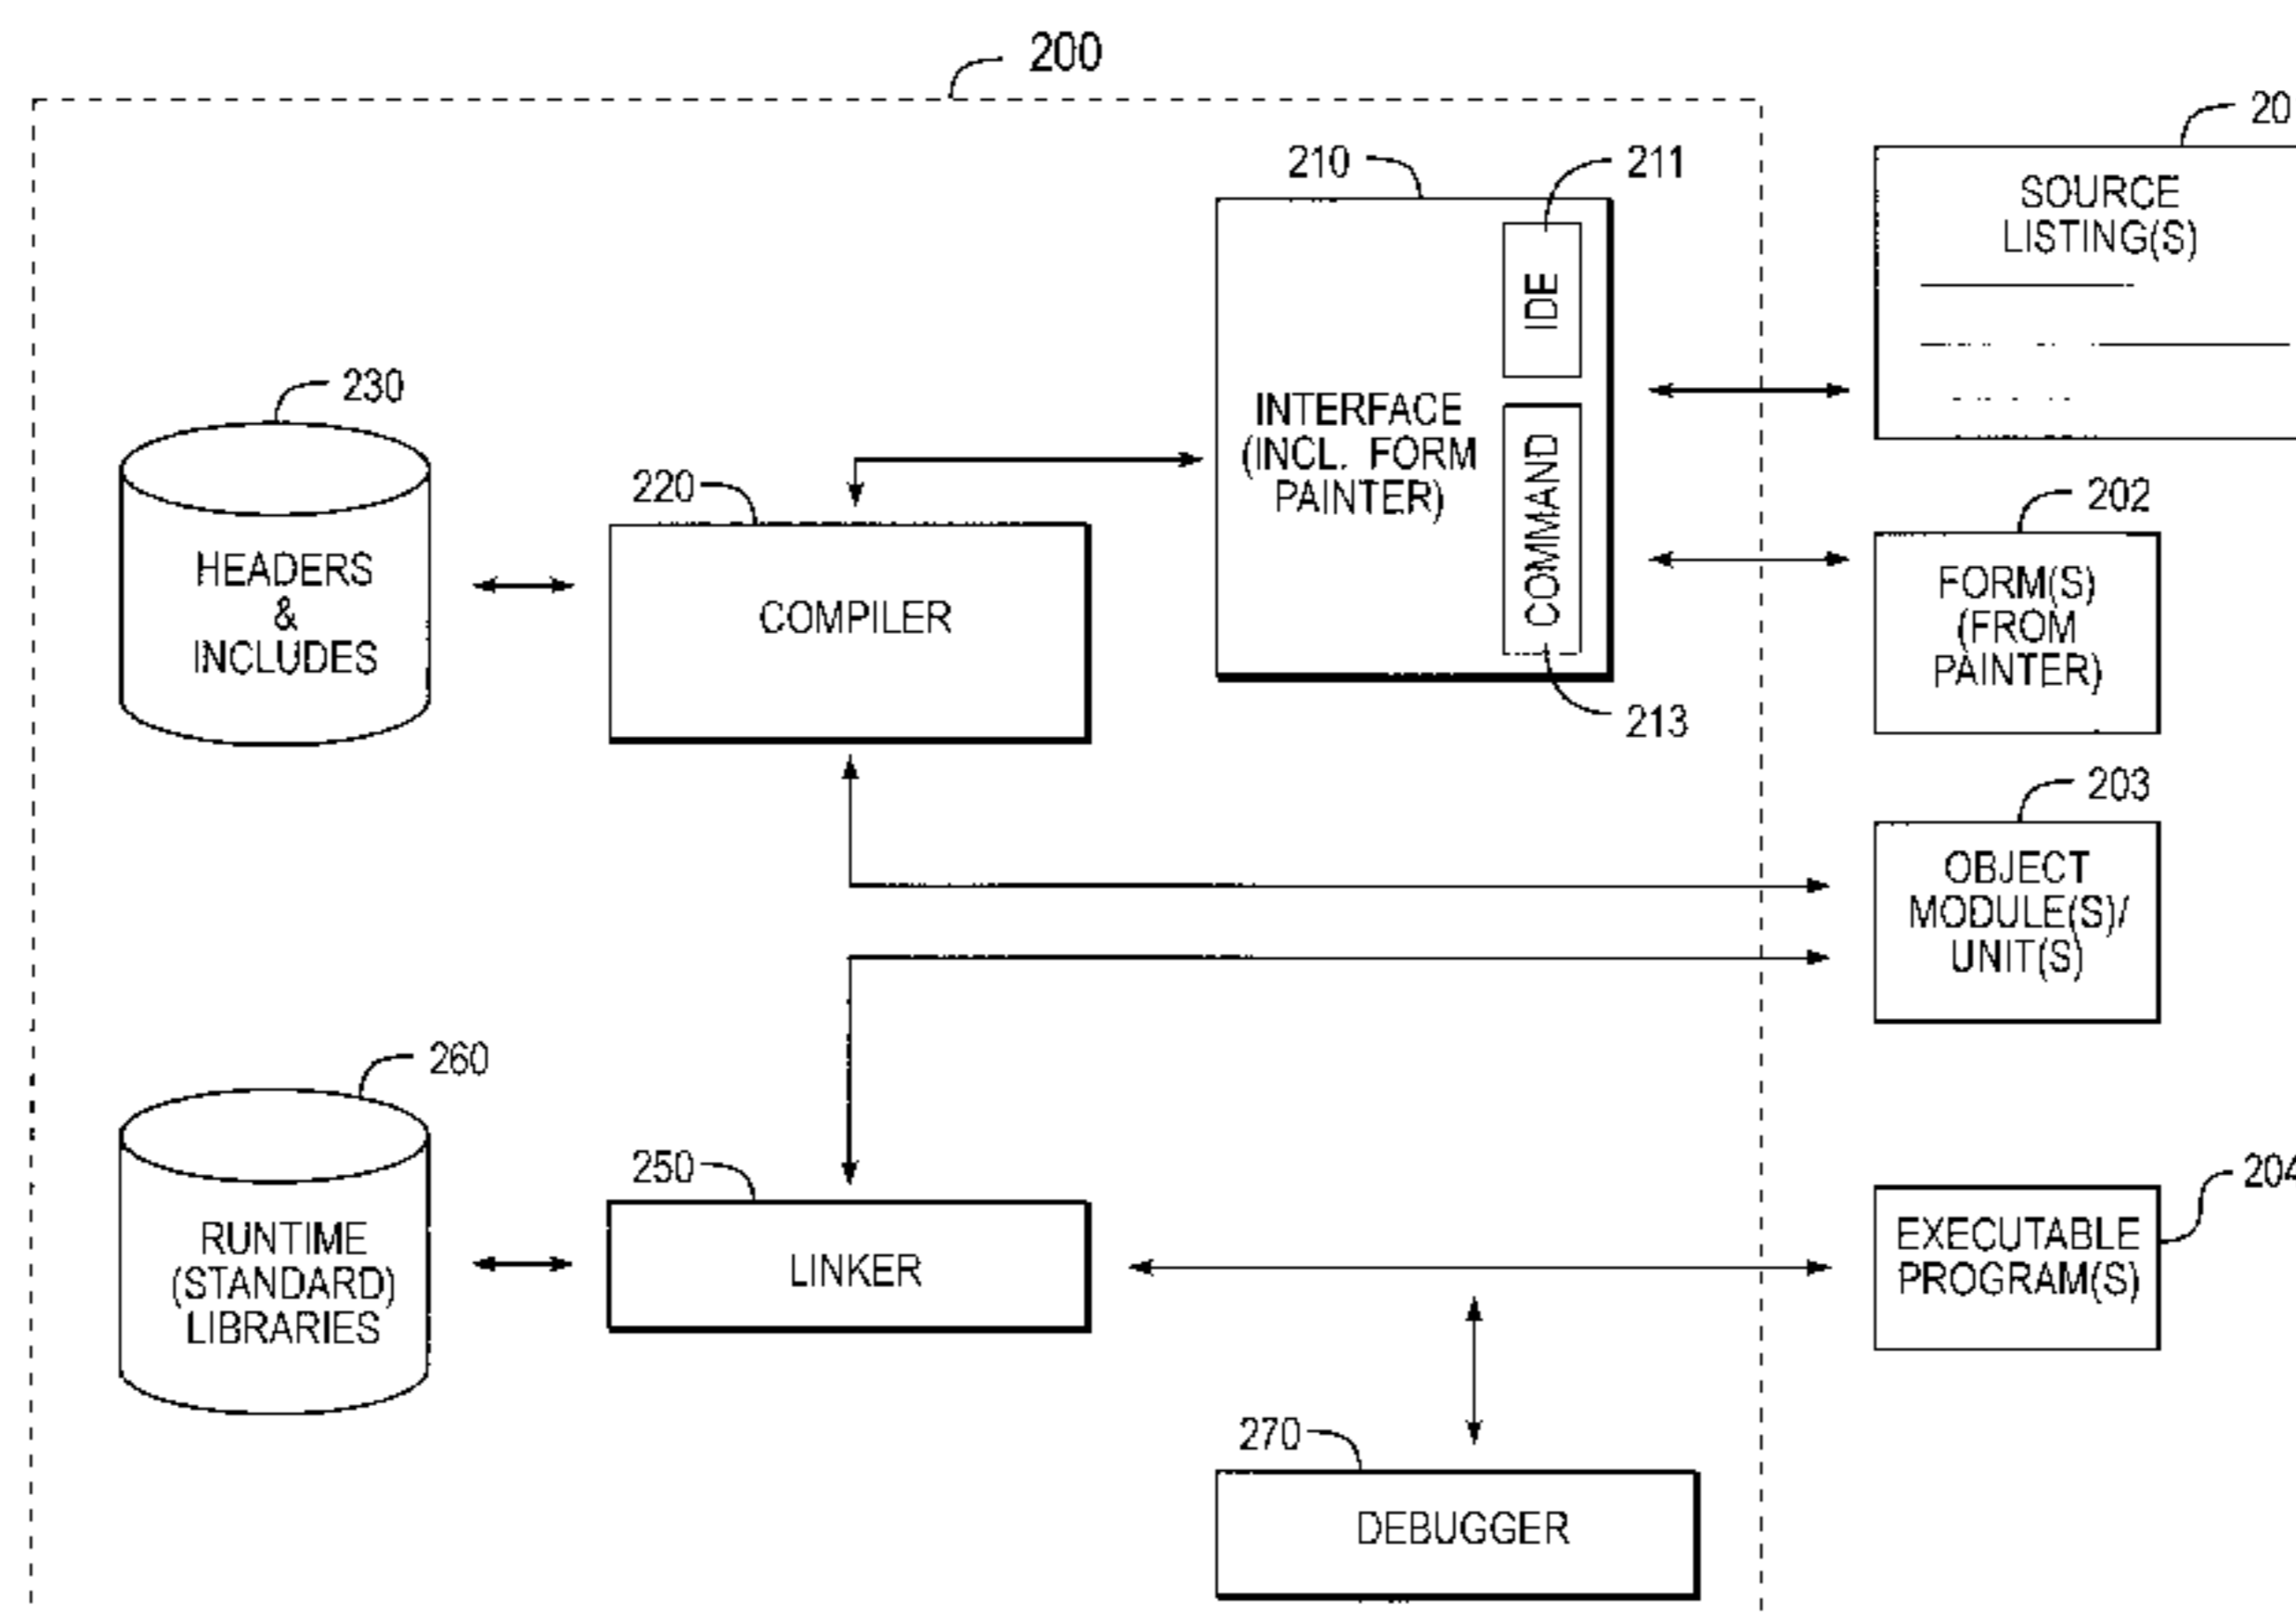 200
20
210
211
SOURCE
LISTING(S)
IDE
230
INTERFACE
(INCL. FORM
PAINTER)
COMMAND
220
202
HEADERS
&
INCLUDES
COMPILER
FORM(S)
(FROM
PAINTER)
213
203
OBJECT
MODULE(S)/
UNIT(S)
260
250
204
RUNTIME
(STANDARD)
LIBRARIES
LINKER
EXECUTABLE
PROGRAM(S)
270
DEBUGGER